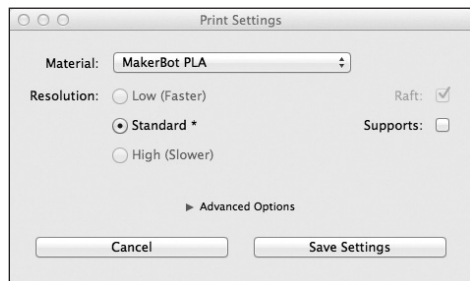 Print Settings
Material: MakerBot PLA
Resolution: Low (Faster) Raft:
Standard * Supports:
High (Slower)
Advanced Options
Cancel Save Settings